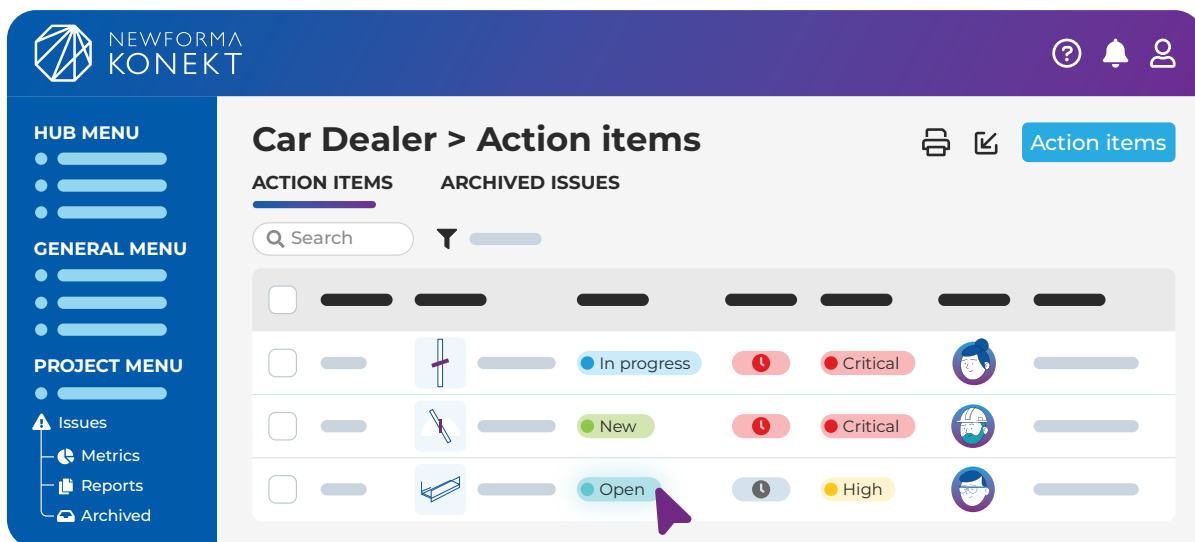 NEWFORMA
KONEKT
HUB MENU
GENERAL MENU
PROJECT MENU
Issues
Metrics
Reports
Archived
Car Dealer > Action items
Action items
ACTION ITEMS ARCHIVED ISSUES
Search
In progress Critical
New Critical
Open High